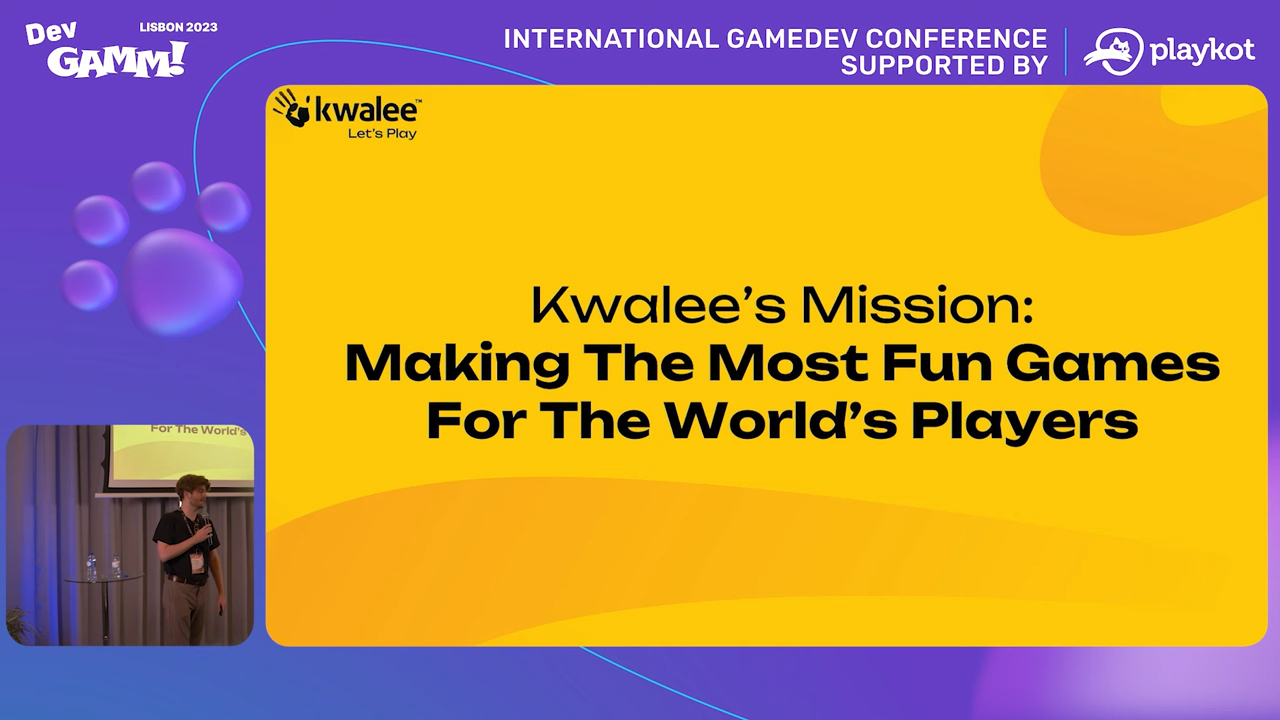 Dev
GAMM!
LISBON 2023
INTERNATIONAL GAMEDEV CONFERENCE
SUPPORTED BY
playkot
kwalee™
Let's Play
Kwalee's Mission:
Making The Most Fun Games
For The World's Players
For The World's